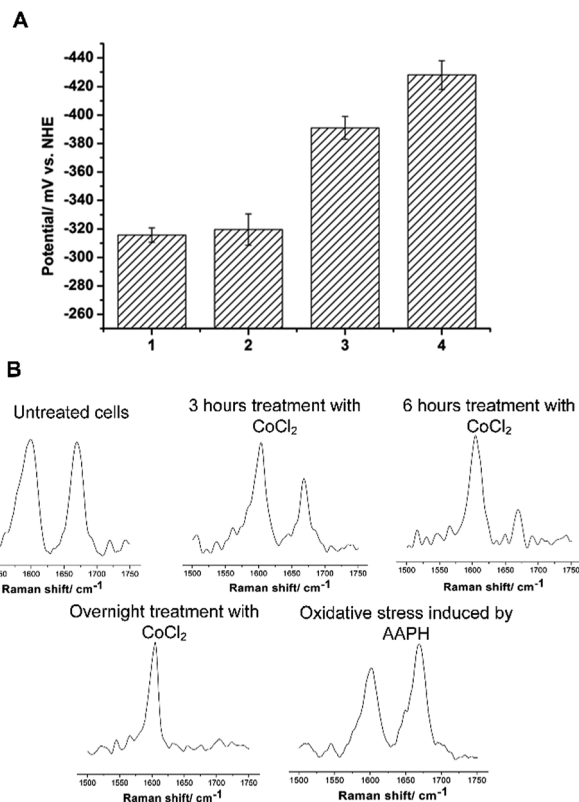 A
-440
-420
-400
-380
-360
-340
-320
-300
-280
-260
Potential/ mV vs. NHE
1 2 3 4
B
Untreated cells
3 hours treatment with
CoCl₂
6 hours treatment with
CoCl₂
50 1600 1650 1700 1750
Raman shift/ cm⁻¹
1500 1550 1600 1650 1700 1750
Raman shift/ cm⁻¹
1500 1550 1600 1650 1700 1750
Raman shift/ cm⁻¹
Overnight treatment with
CoCl₂
Oxidative stress induced by
AAPH
1500 1550 1600 1650 1700 1750
Raman shift/ cm⁻¹
1500 1550 1600 1650 1700 1750
Raman shift/ cm⁻¹